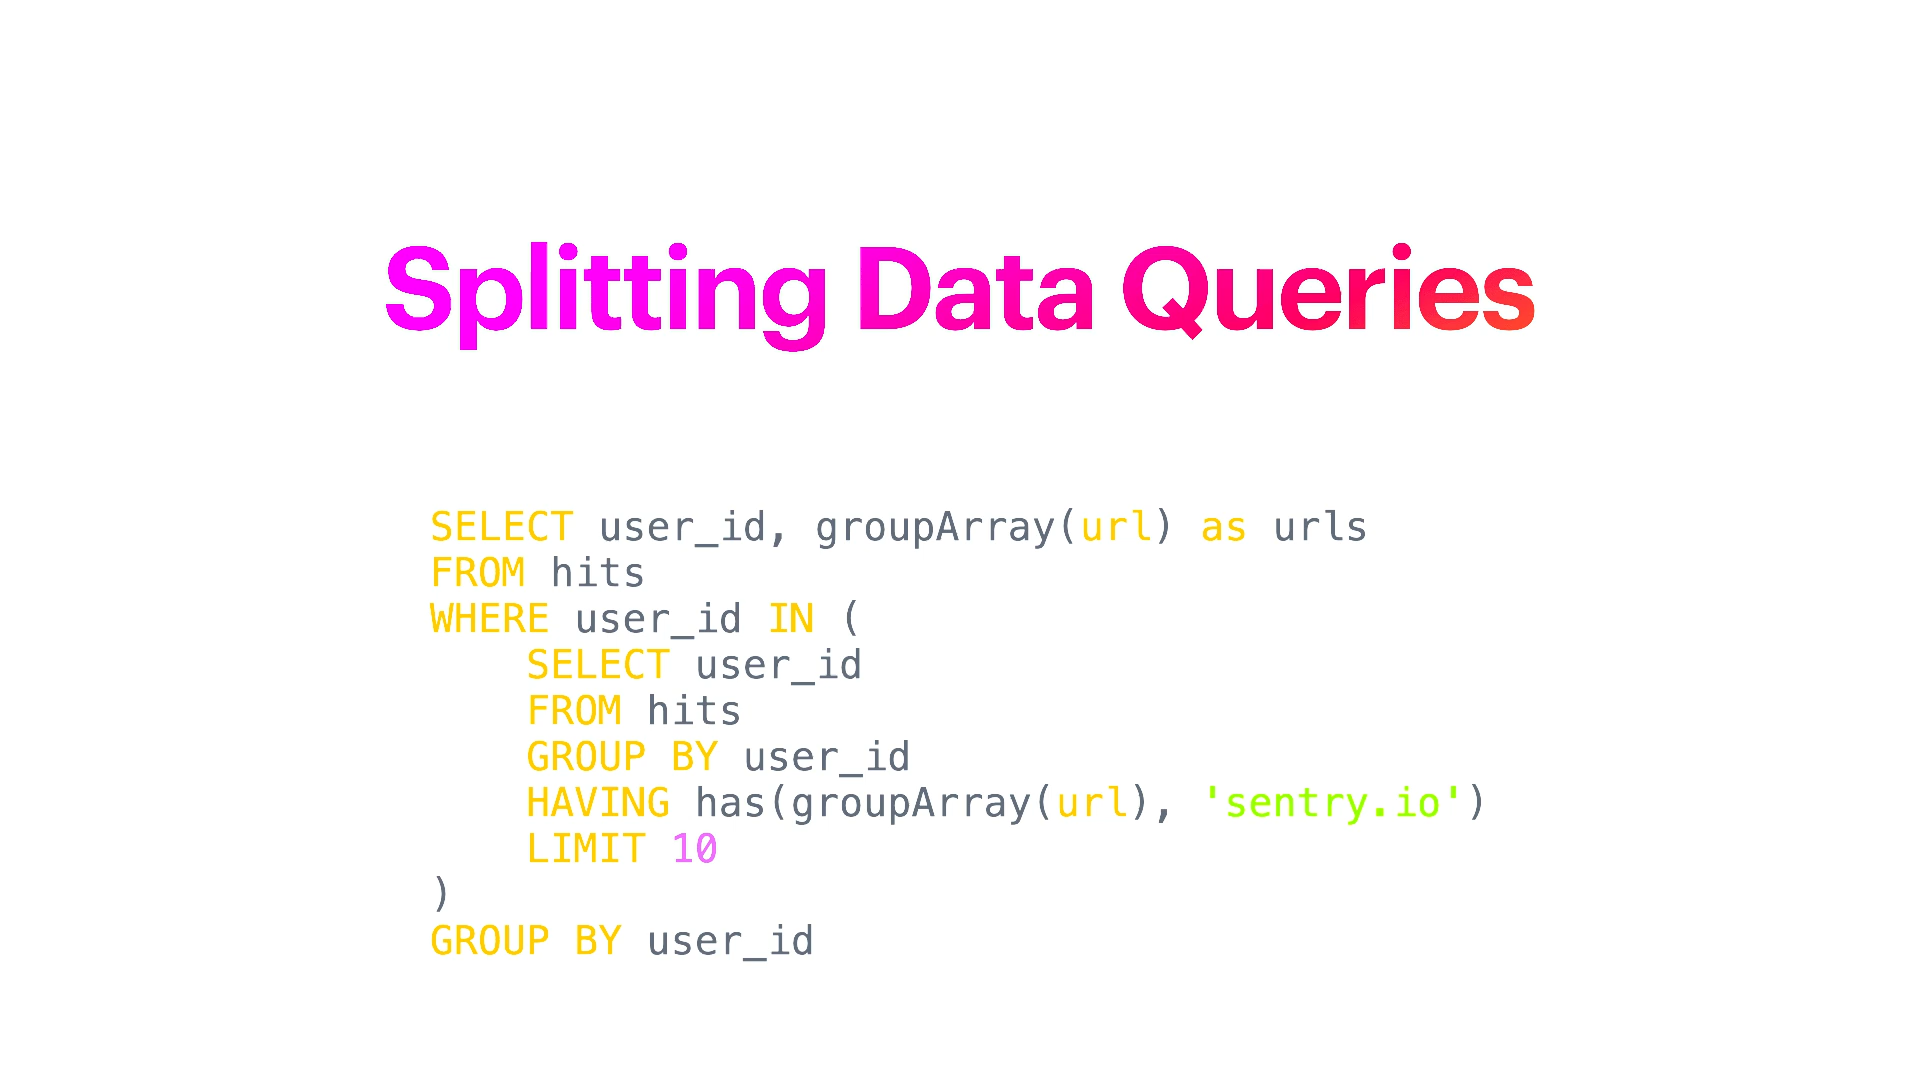 Splitting Data Queries
SELECT user_id, groupArray(url) as urls
FROM hits
WHERE user_id IN (
    SELECT user_id
    FROM hits
    GROUP BY user_id
    HAVING has(groupArray(url), 'sentry.io')
    LIMIT 10
)
GROUP BY user_id